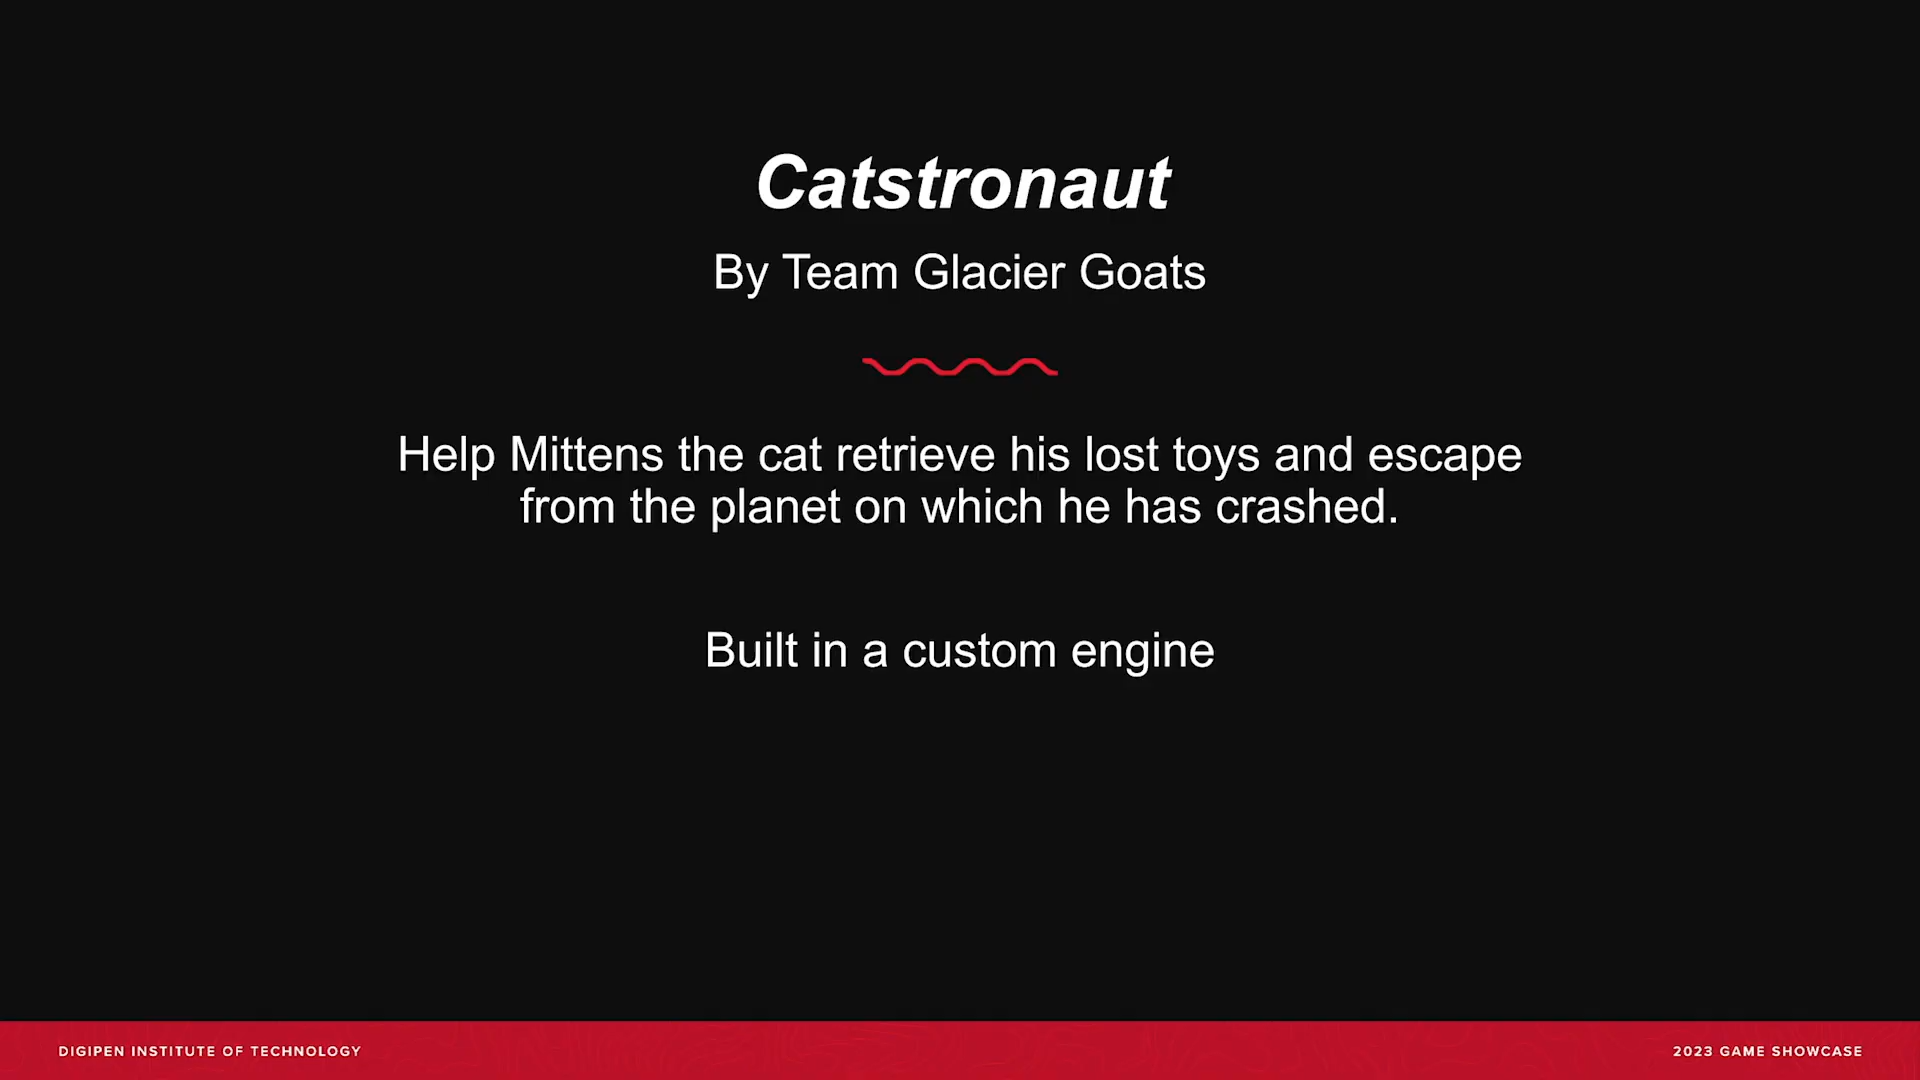 Catstronaut
By Team Glacier Goats
Help Mittens the cat retrieve his lost toys and escape
from the planet on which he has crashed.
Built in a custom engine
DIGIPEN INSTITUTE OF TECHNOLOGY
2023 GAME SHOWCASE